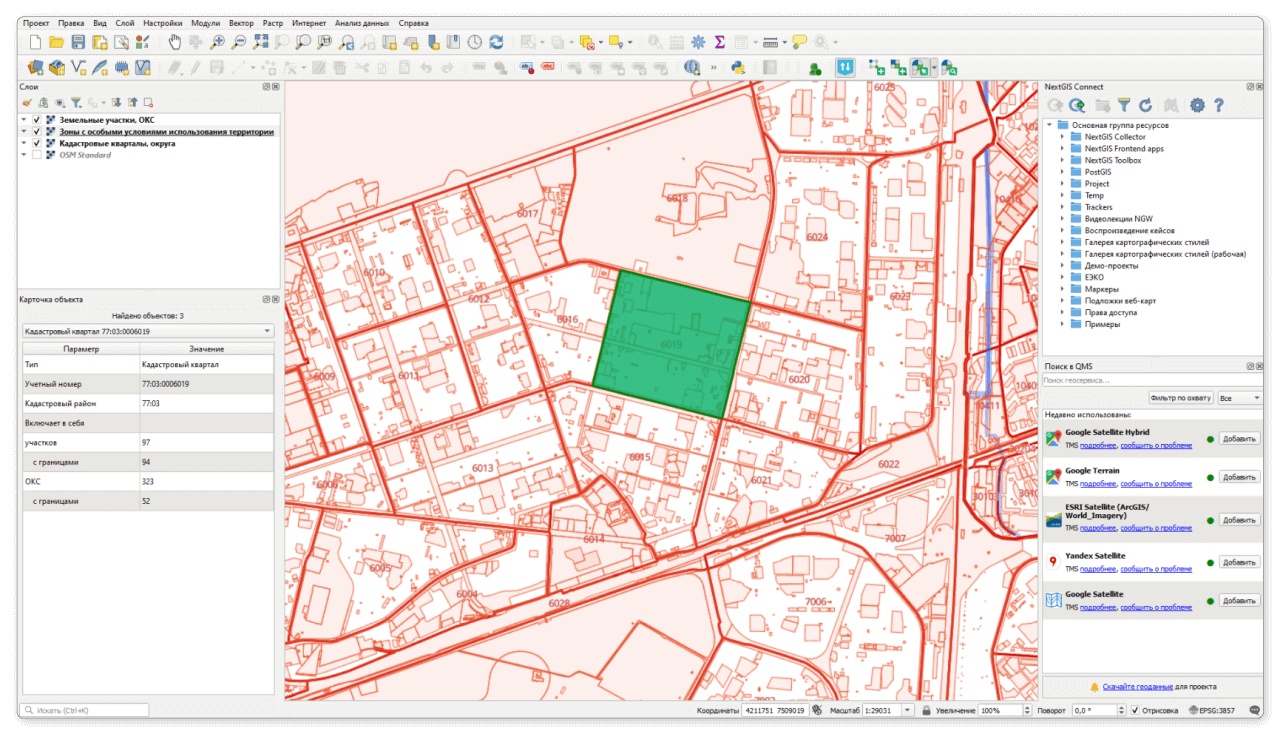 Проект Правка Вид Слой Настройки Модули Вектор Растр Интернет Анализ данных Справка
Слои
Земельные участки, ОКС
Зоны с особыми условиями использования территории
Кадастровые кварталы, округа
OSM Standard
Карточка объекта
Найдено объектов: 3
Кадастровый квартал 77:03:0006019
Параметр Значение
Тип Кадастровый квартал
Учетный номер 77:03:0006019
Кадастровый район 77:03
Включает в себя
участков 97
с границами 94
ОКС 323
с границами 52
6025
6017
6018
10416
6024
6010
6012
6023
6016
6019
6009
6011
6020
10411
6015
6013
6022
6006
6021
6014
7007
6005
6004
6028
7006
NextGIS Connect
Основная группа ресурсов
NextGIS Collector
NextGIS Frontend apps
NextGIS Toolbox
PostGIS
Project
Temp
Trackers
Видеолекции NGW
Воспроизведение кейсов
Галерея картографических стилей
Галерея картографических стилей (рабочая)
Демо-проекты
ЕЭКО
Маркеры
Подложки веб-карт
Права доступа
Примеры
Поиск в QMS
Поиск геосервиса...
Фильтр по охвату Все
Недавно использованы:
Google Satellite Hybrid
TMS подробнее, сообщить о проблеме Добавить
Google Terrain
TMS подробнее, сообщить о проблеме Добавить
ESRI Satellite (ArcGIS/
World_Imagery)
TMS подробнее, сообщить о проблеме Добавить
Yandex Satellite
TMS подробнее, сообщить о проблеме Добавить
Google Satellite
TMS подробнее, сообщить о проблеме Добавить
Скачайте геоданные для проекта
Искать (Ctrl+K) Координаты 4211751 7509019 Масштаб 1:29031 Увеличение 100% Поворот 0,0 ° Отрисовка EPSG:3857